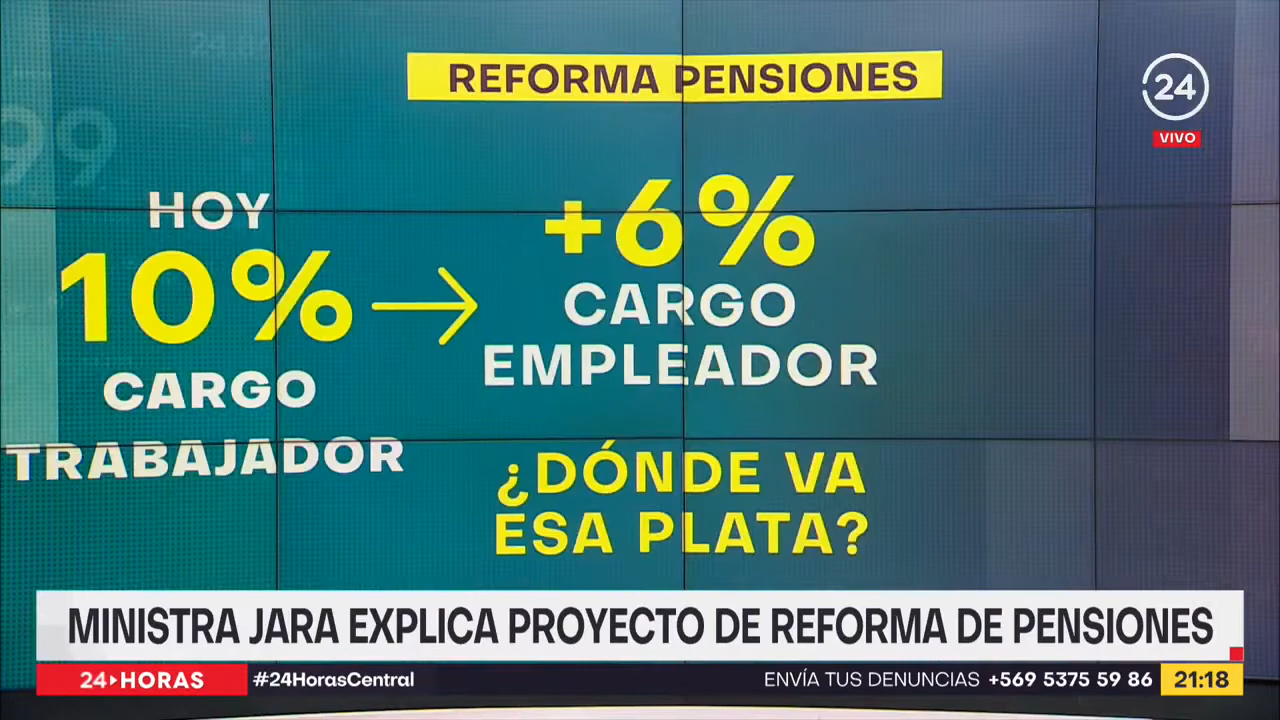 REFORMA PENSIONES
24
VIVO
99
HOY
10%
CARGO
TRABAJADOR
+6%
CARGO
EMPLEADOR
¿DÓNDE VA
ESA PLATA?
MINISTRA JARA EXPLICA PROYECTO DE REFORMA DE PENSIONES
24 HORAS
#24HorasCentral
ENVÍA TUS DENUNCIAS +569 5375 59 86
21:18